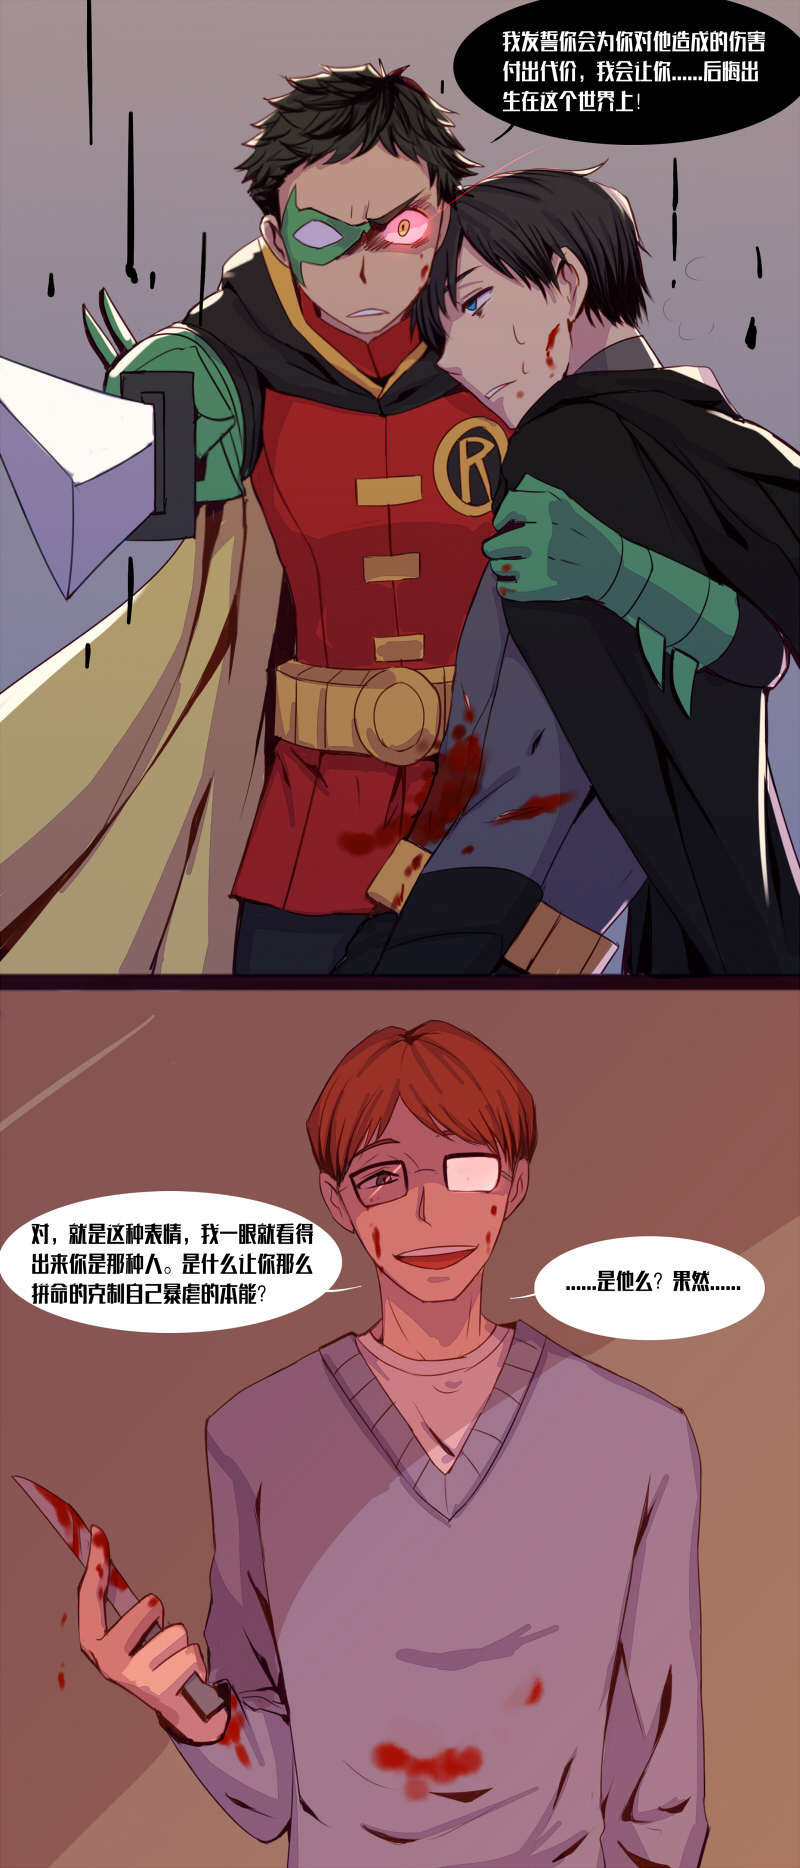 我发誓你会为你对他造成的伤害
付出代价，我会让你......后悔出
生在这个世界上！
R
对，就是这种表情，我一眼就看得
出来你是那种人。是什么让你那么
拼命的克制自己暴虐的本能？
......是他么？果然......